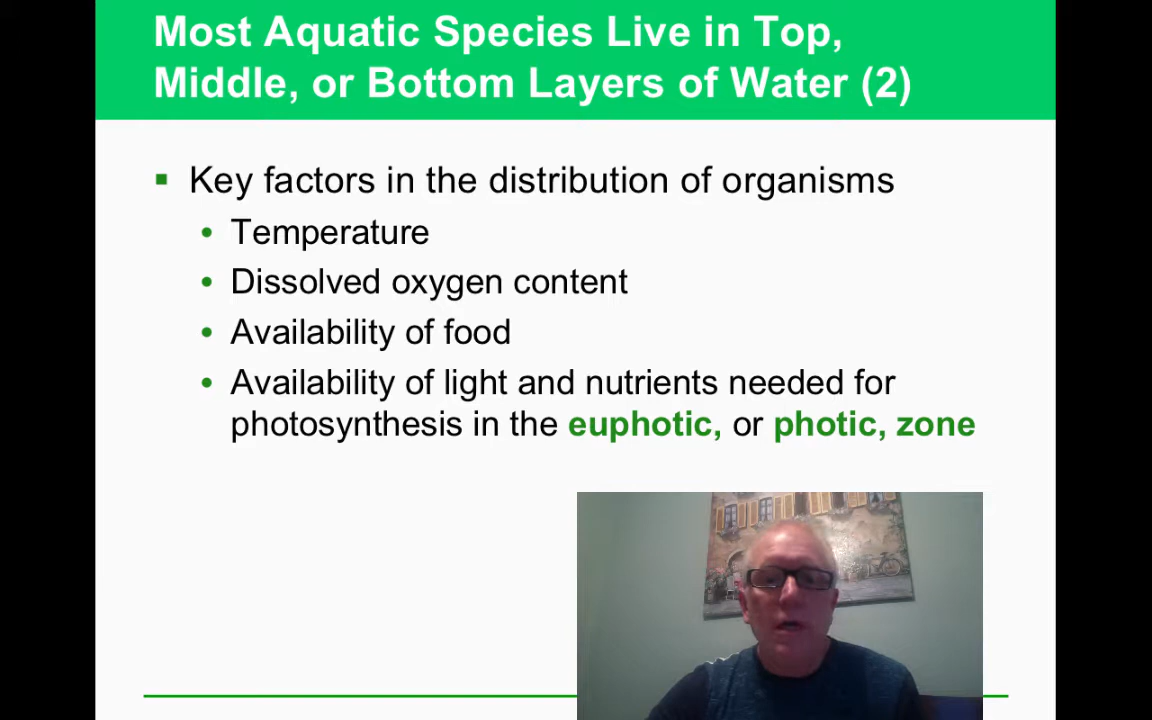 Most Aquatic Species Live in Top,
Middle, or Bottom Layers of Water (2)
▪ Key factors in the distribution of organisms
• Temperature
• Dissolved oxygen content
• Availability of food
• Availability of light and nutrients needed for
photosynthesis in the euphotic, or photic, zone